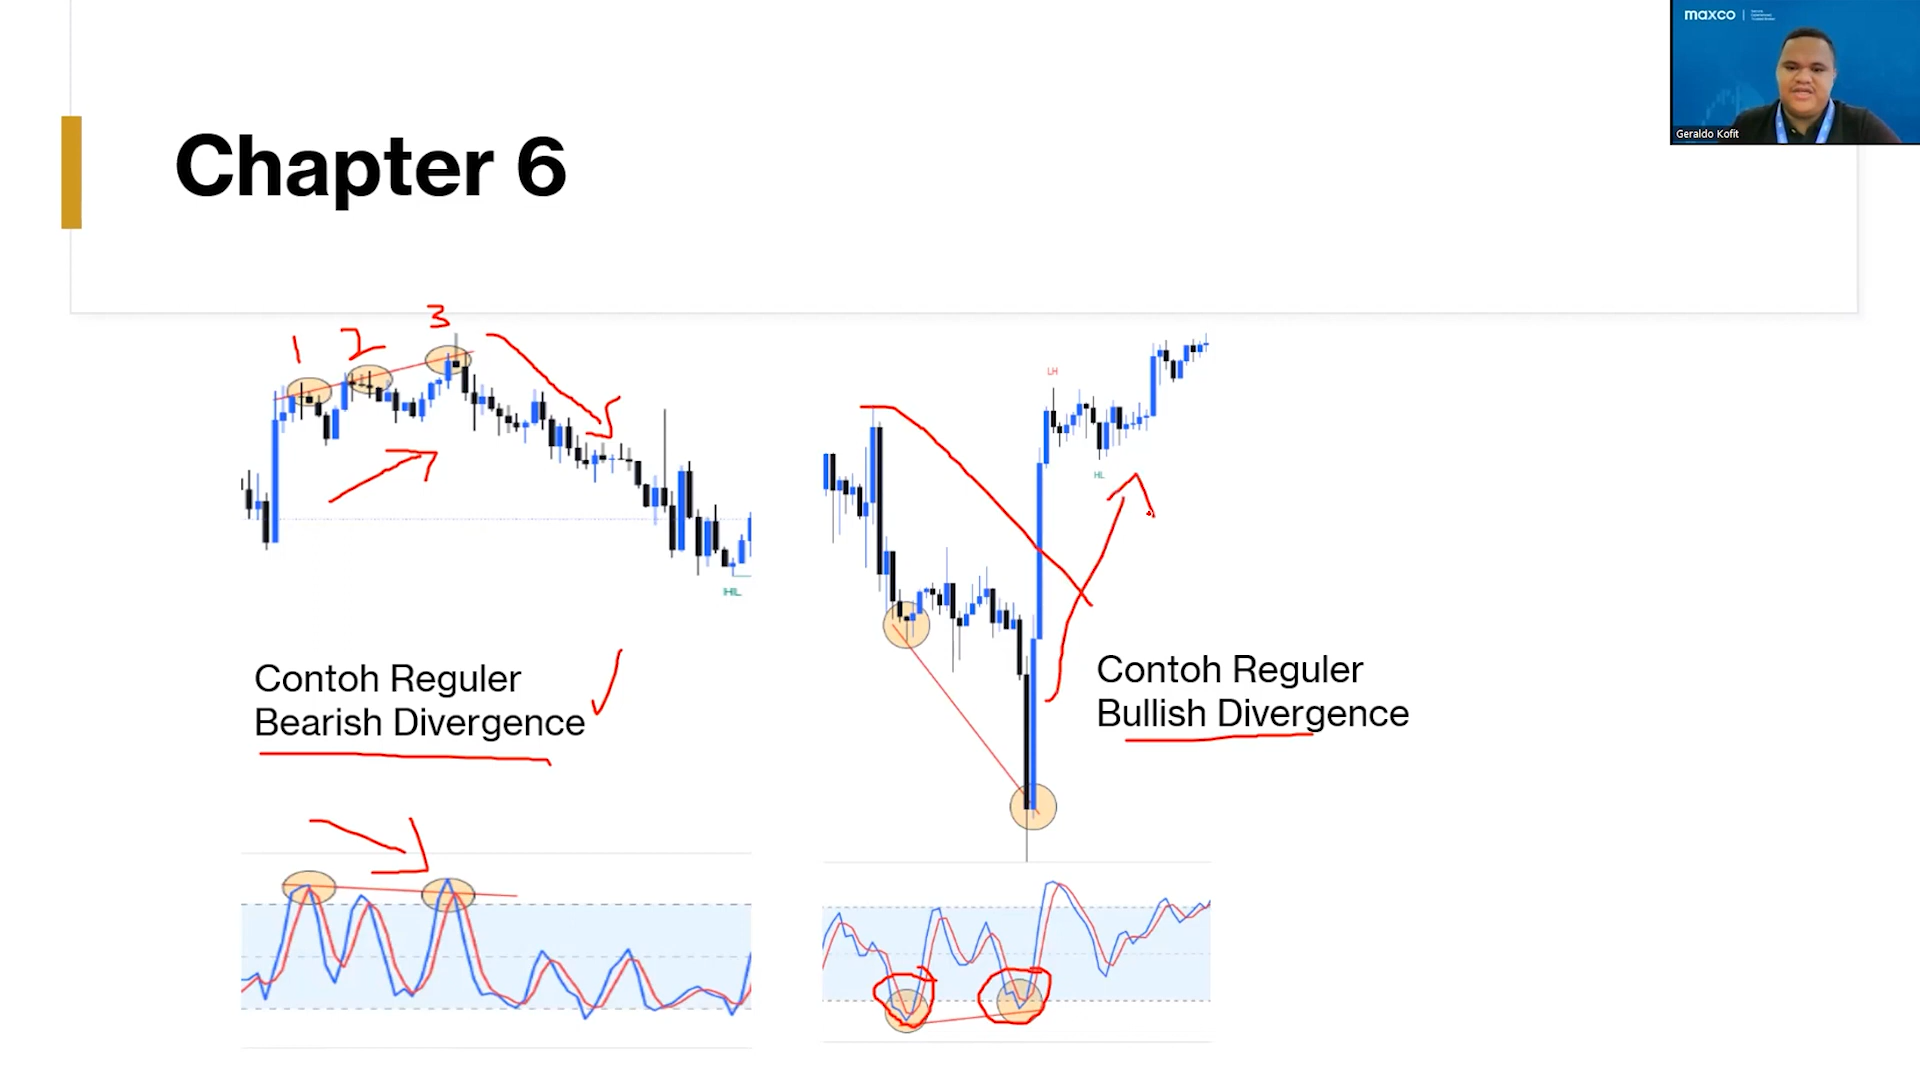 maxco
Geraldo Kofit
Chapter 6
1 2 3
LH
HL
HL
Contoh Reguler
Bearish Divergence
Contoh Reguler
Bullish Divergence